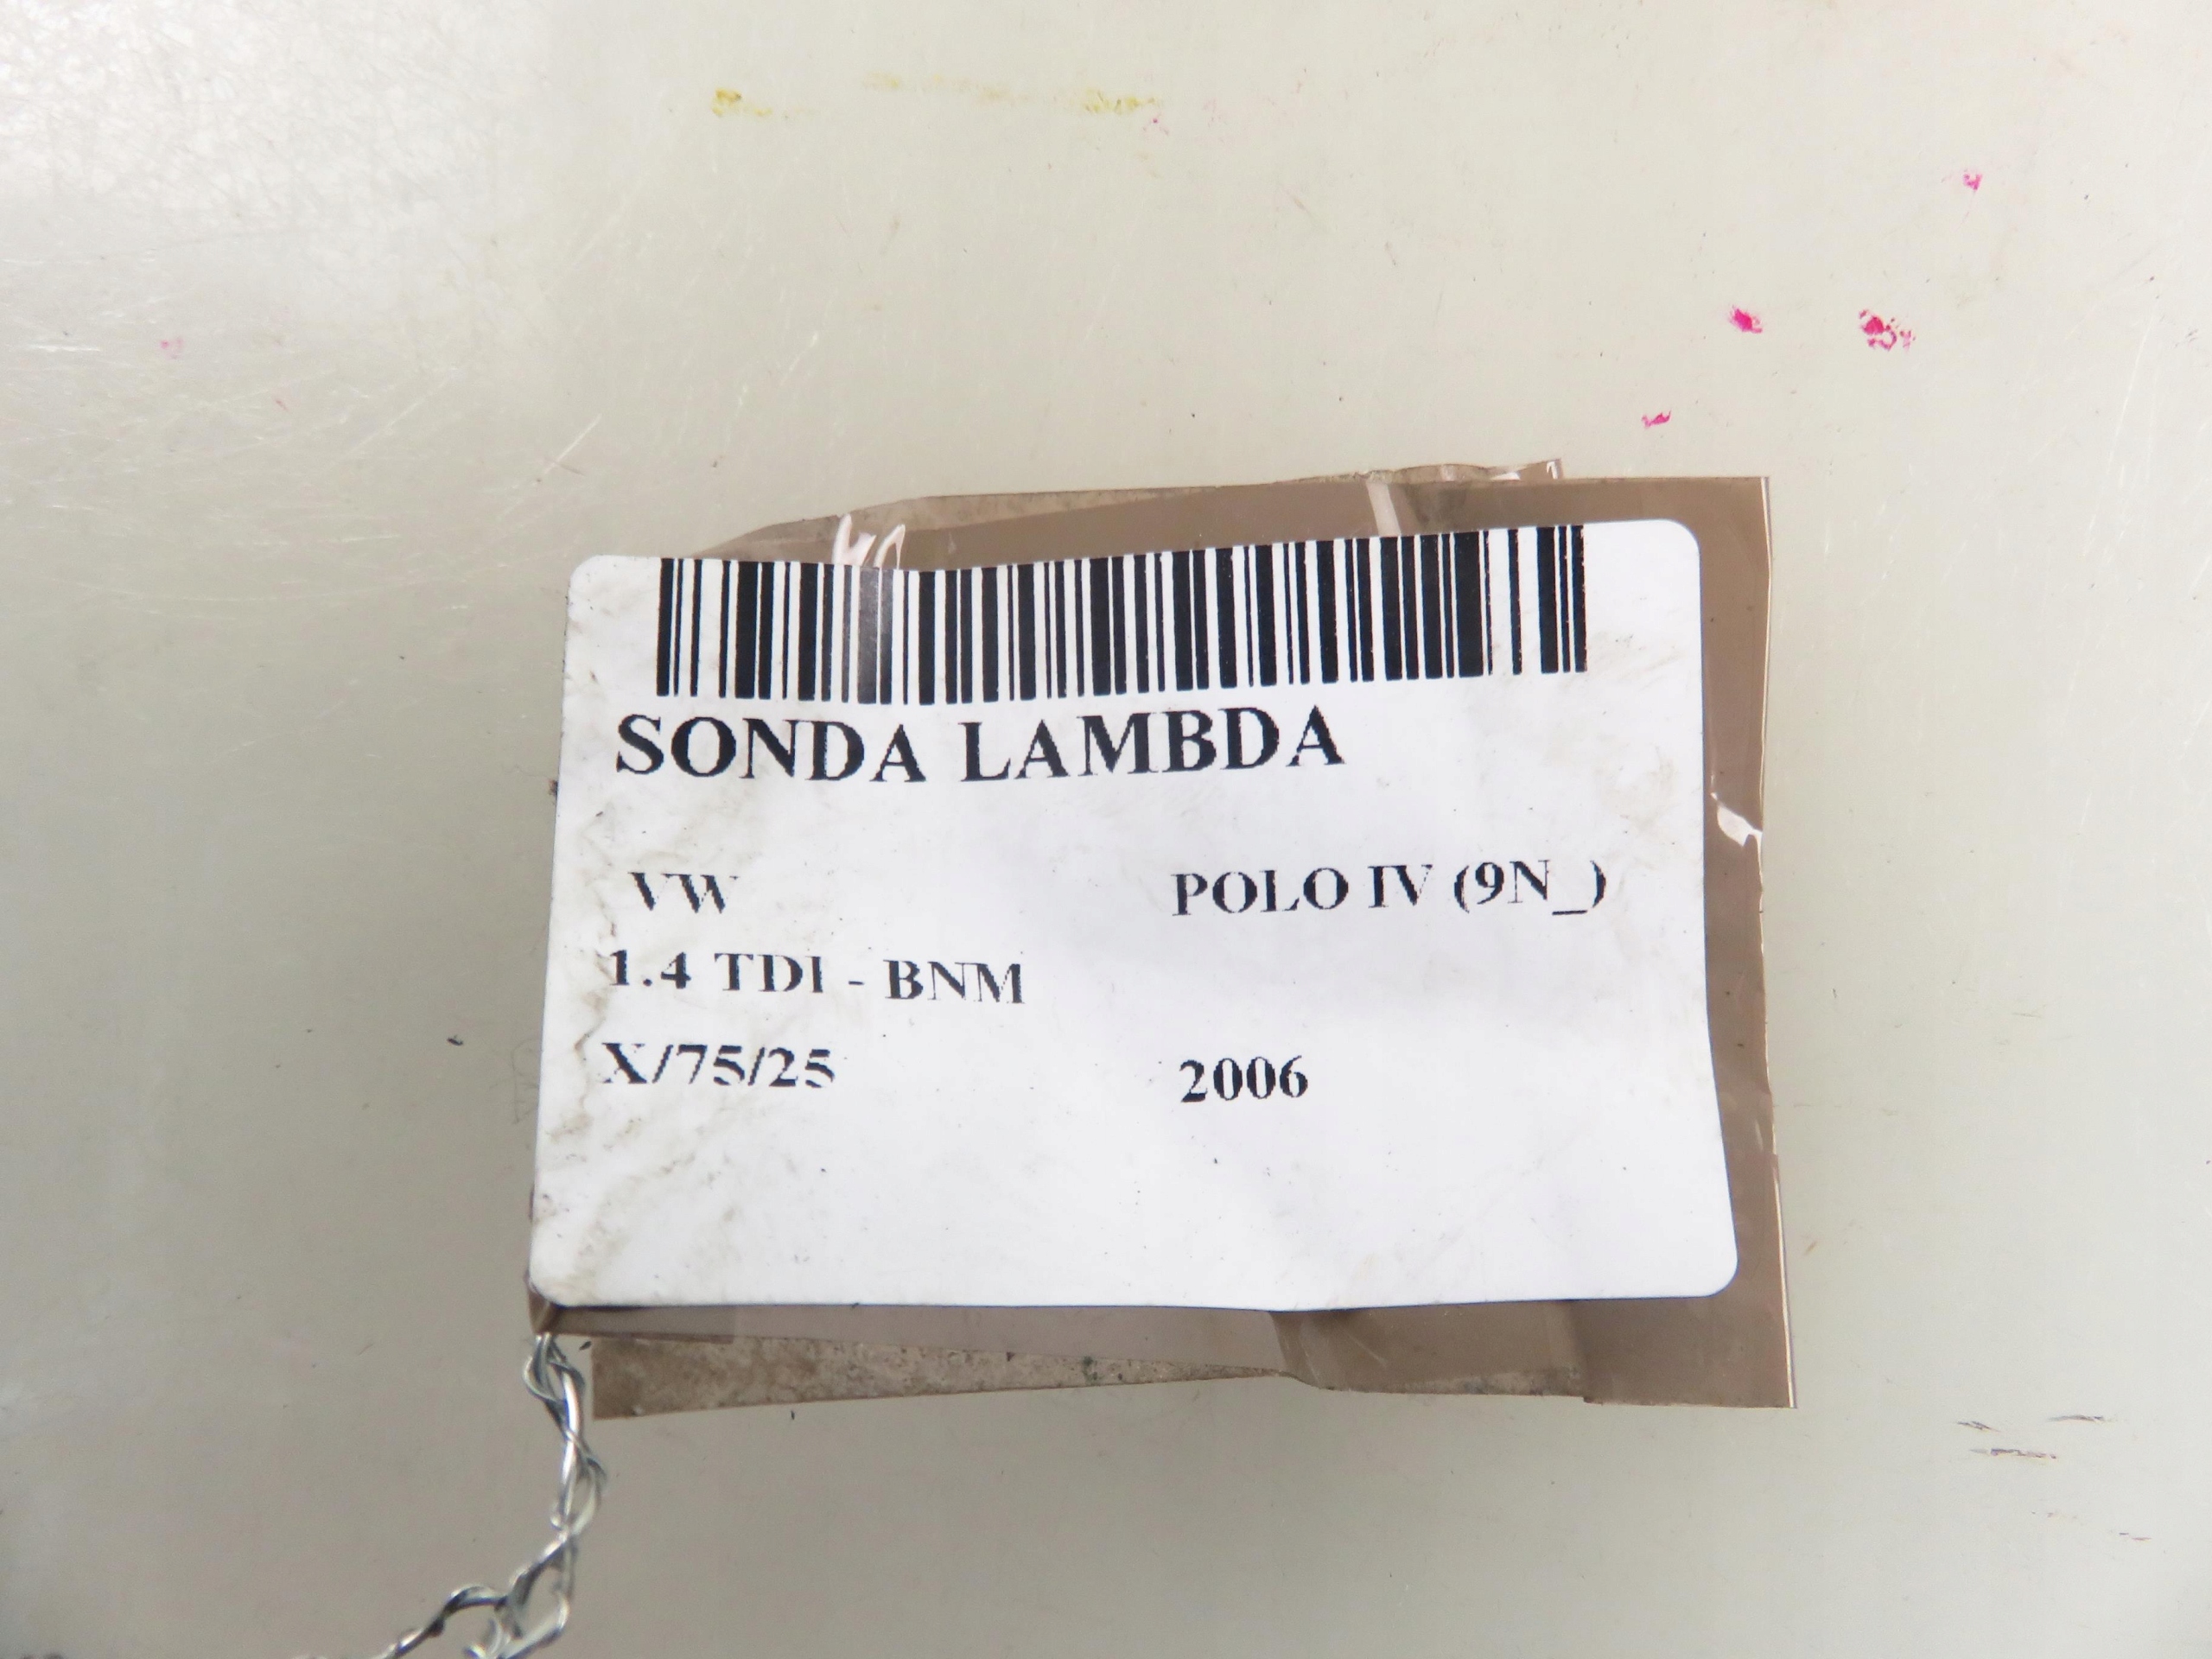 SONDA LAMBDA
VW POLO IV (9N_)
1.4 TDI - BNM
X/75/25 2006